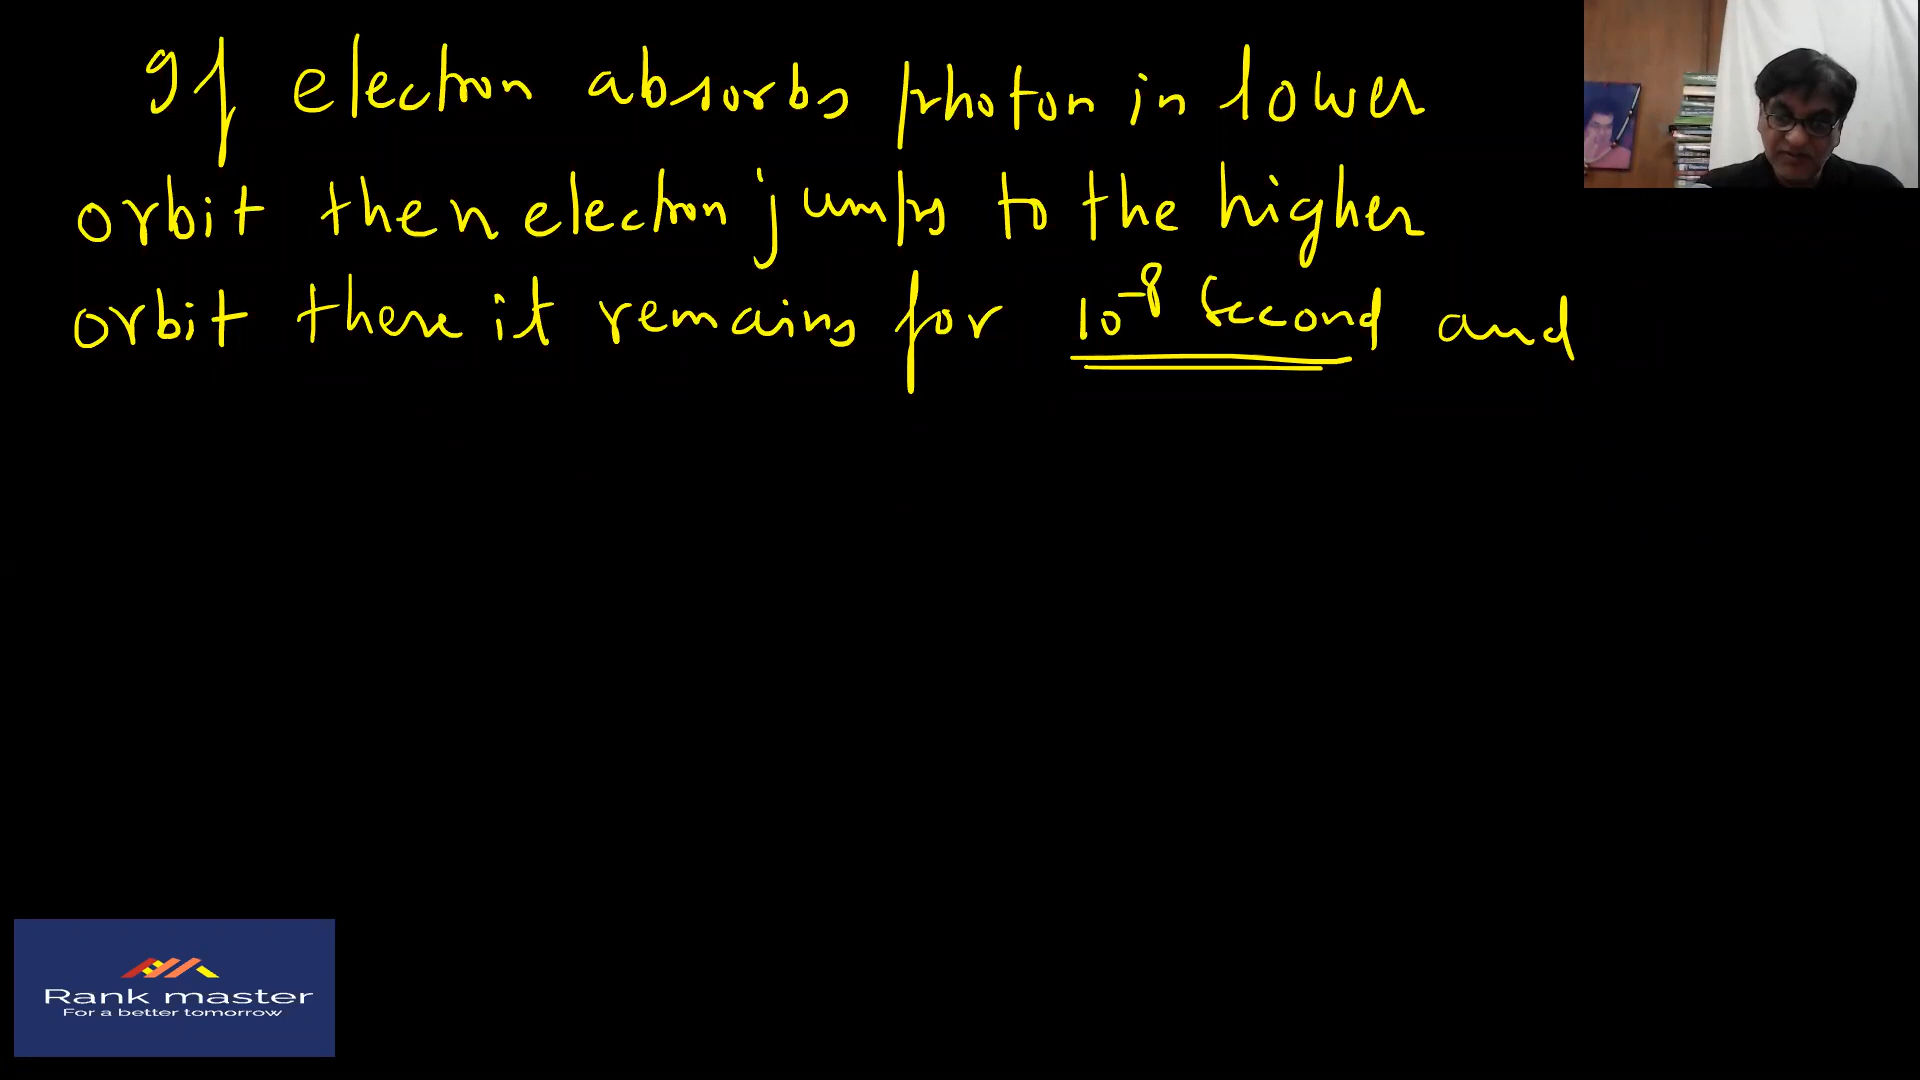 If electron absorbs photon in lower
orbit then electron jumps to the higher
orbit there it remains for 10⁻⁸ second and
Rank master
For a better tomorrow